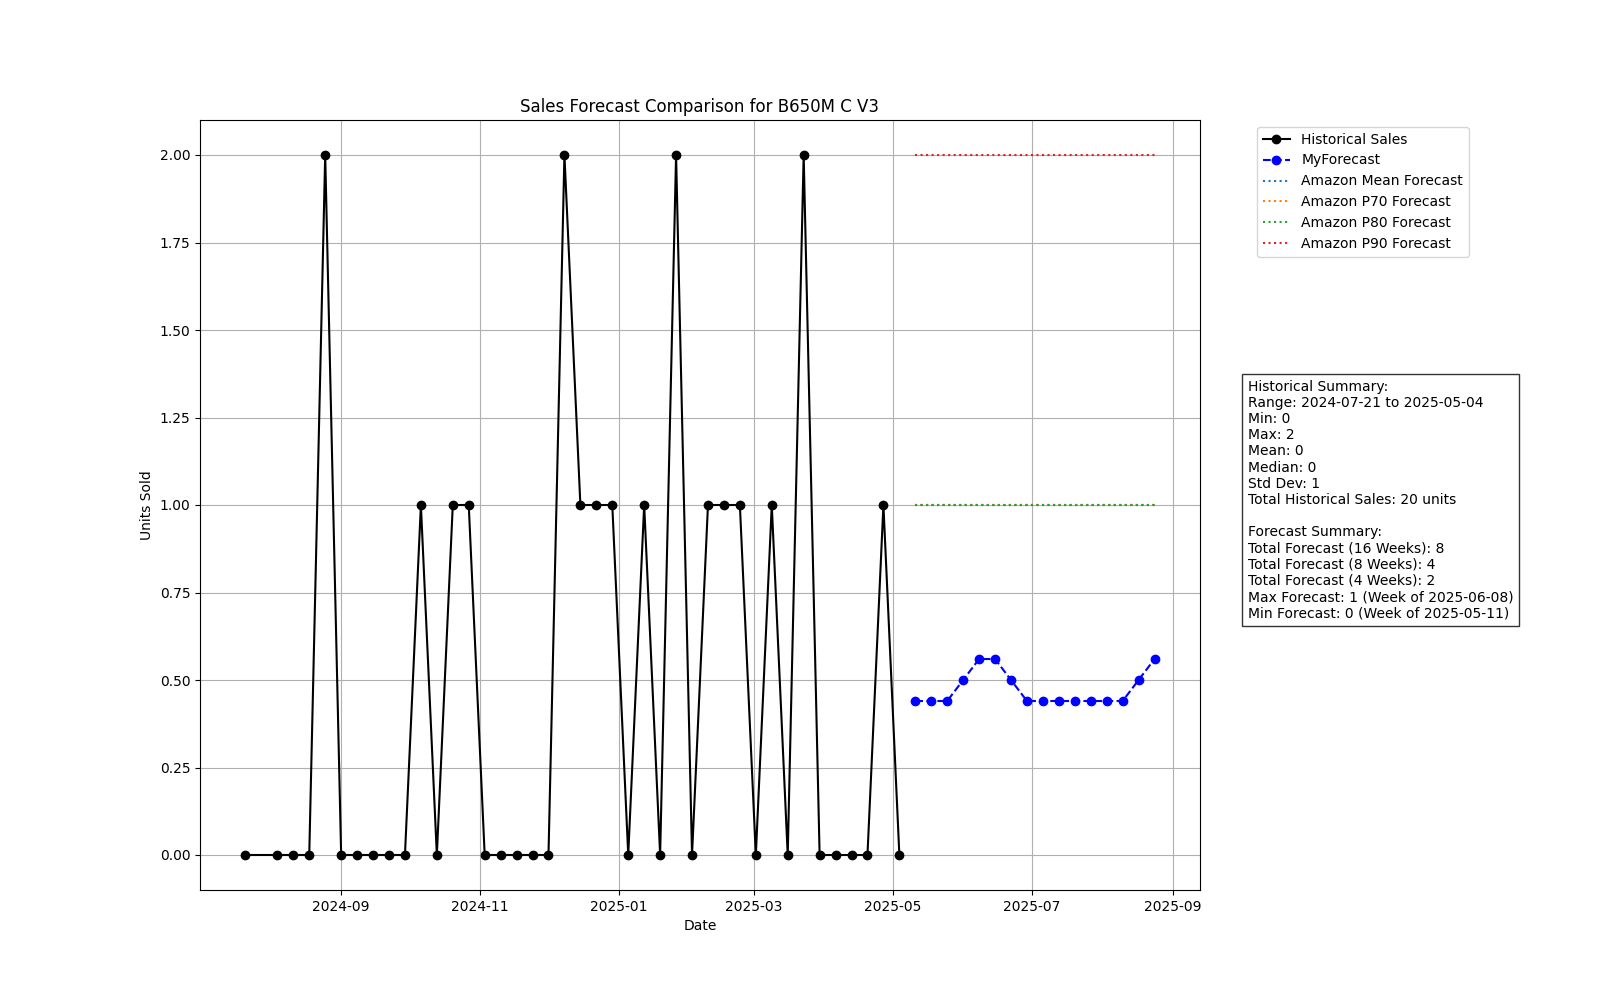 Sales Forecast Comparison for B650M C V3
2.00
1.75
1.50
1.25
1.00
0.75
0.50
0.25
0.00
Units Sold
2024-09
2024-11
2025-01
2025-03
2025-05
2025-07
2025-09
Date
Historical Sales
MyForecast
Amazon Mean Forecast
Amazon P70 Forecast
Amazon P80 Forecast
Amazon P90 Forecast
Historical Summary:
Range: 2024-07-21 to 2025-05-04
Min: 0
Max: 2
Mean: 0
Median: 0
Std Dev: 1
Total Historical Sales: 20 units
Forecast Summary:
Total Forecast (16 Weeks): 8
Total Forecast (8 Weeks): 4
Total Forecast (4 Weeks): 2
Max Forecast: 1 (Week of 2025-06-08)
Min Forecast: 0 (Week of 2025-05-11)